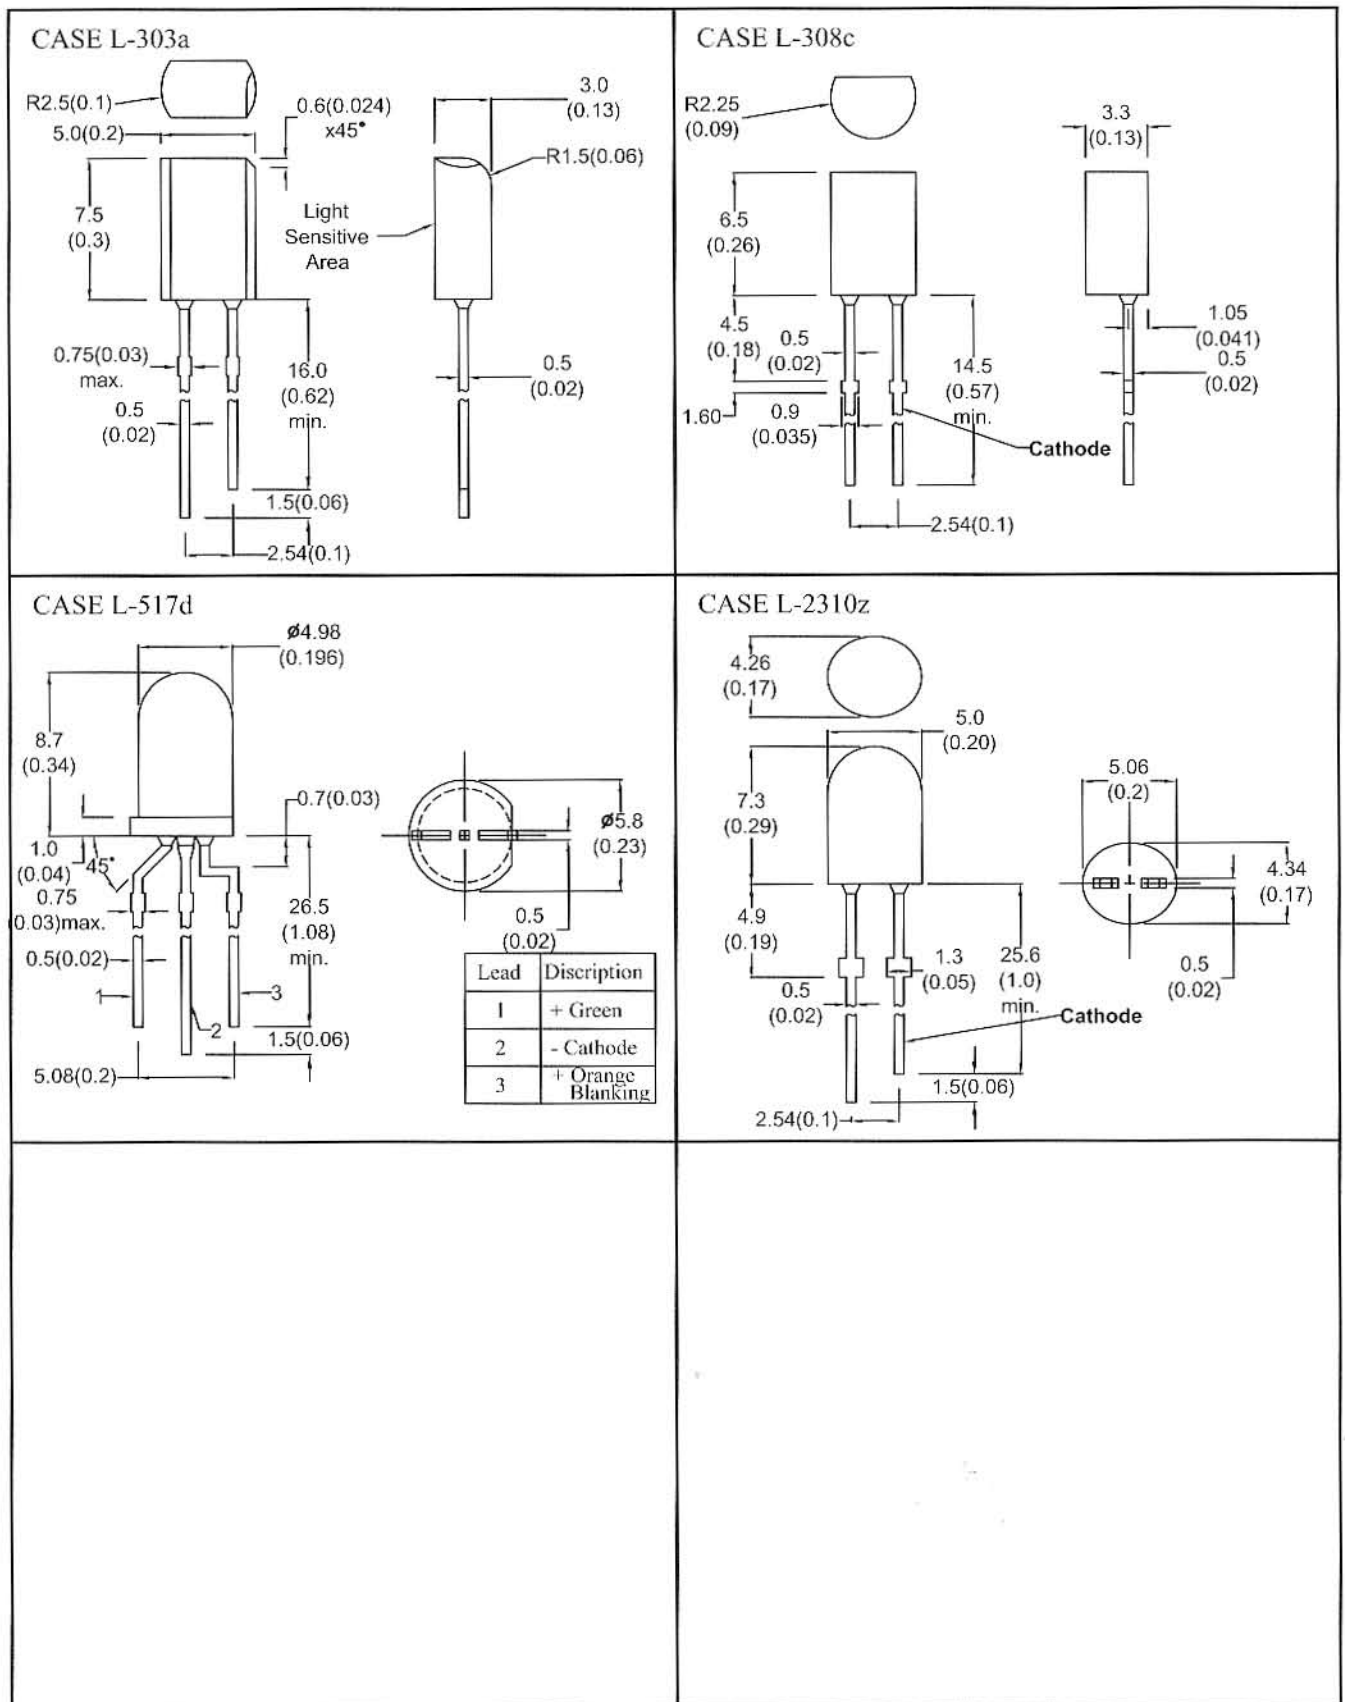 CASE L-303a
R2.5(0.1)
5.0(0.2)
0.6(0.024)
x45°
3.0
(0.13)
R1.5(0.06)
7.5
(0.3)
Light
Sensitive
Area
0.75(0.03)
max.
0.5
(0.02)
16.0
(0.62)
min.
0.5
(0.02)
1.5(0.06)
2.54(0.1)
CASE L-308c
R2.25
(0.09)
3.3
(0.13)
6.5
(0.26)
4.5
(0.18)
0.5
(0.02)
1.60
0.9
(0.035)
14.5
(0.57)
min.
1.05
(0.041)
0.5
(0.02)
Cathode
2.54(0.1)
CASE L-517d
ø4.98
(0.196)
8.7
(0.34)
0.7(0.03)
1.0
(0.04)
45°
0.75
(0.03)max.
0.5(0.02)
26.5
(1.08)
min.
1
2
3
1.5(0.06)
5.08(0.2)
ø5.8
(0.23)
0.5
(0.02)
Lead Discription
1 + Green
2 - Cathode
3 + Orange
Blanking
CASE L-2310z
4.26
(0.17)
5.0
(0.20)
7.3
(0.29)
4.9
(0.19)
0.5
(0.02)
1.3
(0.05)
25.6
(1.0)
min.
Cathode
1.5(0.06)
2.54(0.1)
5.06
(0.2)
4.34
(0.17)
0.5
(0.02)